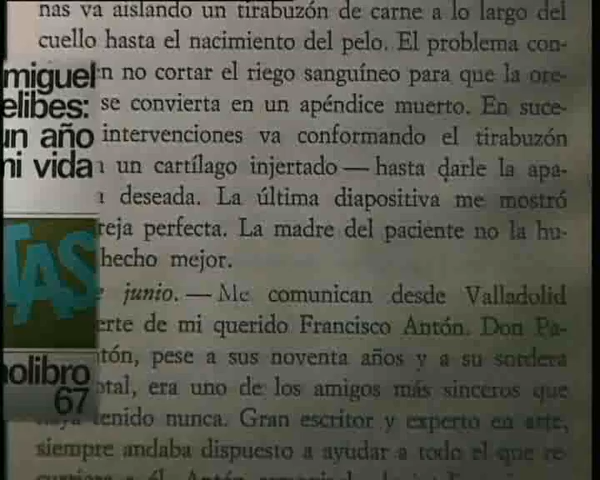 nas va aislando un tirabuzón de carne a lo largo del
cuello hasta el nacimiento del pelo. El problema con-
n no cortar el riego sanguíneo para que la ore-
se convierta en un apéndice muerto. En suce-
intervenciones va conformando el tirabuzón
un cartílago injertado — hasta darle la apa-
deseada. La última diapositiva me mostró
reja perfecta. La madre del paciente no la hu-
hecho mejor.
junio. — Me comunican desde Valladolid
erte de mi querido Francisco Antón. Don Pa-
tón, pese a sus noventa años y a su sordera
otal, era uno de los amigos más sinceros que
haya tenido nunca. Gran escritor y experto en arte,
siempre andaba dispuesto a ayudar a todo el que re-
miguel
elibes:
un año
mi vida
TAS
olibro
67